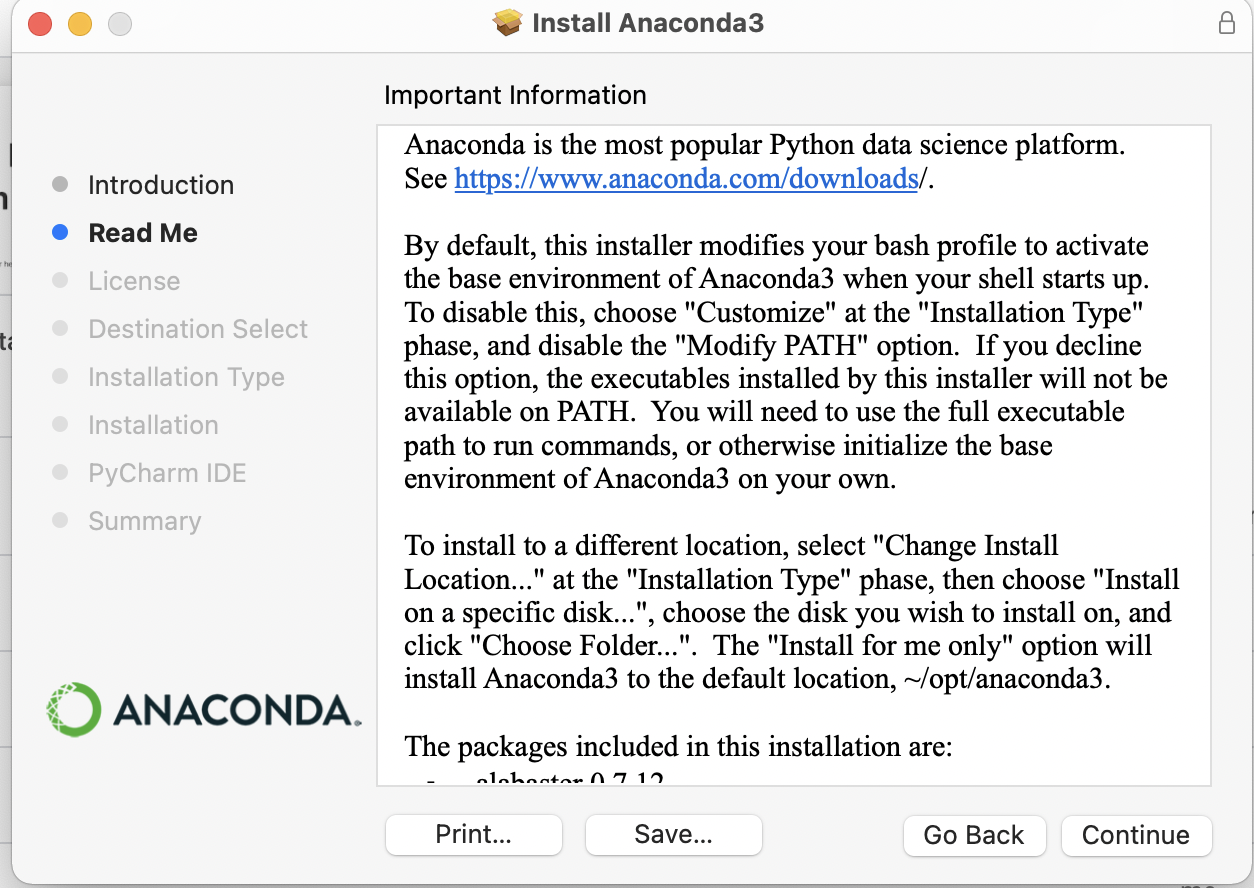 Install Anaconda3
Important Information
Introduction
Read Me
License
Destination Select
Installation Type
Installation
PyCharm IDE
Summary
ANACONDA.
Anaconda is the most popular Python data science platform.
See https://www.anaconda.com/downloads/.
By default, this installer modifies your bash profile to activate
the base environment of Anaconda3 when your shell starts up.
To disable this, choose "Customize" at the "Installation Type"
phase, and disable the "Modify PATH" option.  If you decline
this option, the executables installed by this installer will not be
available on PATH.  You will need to use the full executable
path to run commands, or otherwise initialize the base
environment of Anaconda3 on your own.
To install to a different location, select "Change Install
Location..." at the "Installation Type" phase, then choose "Install
on a specific disk...", choose the disk you wish to install on, and
click "Choose Folder...".  The "Install for me only" option will
install Anaconda3 to the default location, ~/opt/anaconda3.
The packages included in this installation are:
- alabaster 0.7.12
Print...
Save...
Go Back
Continue